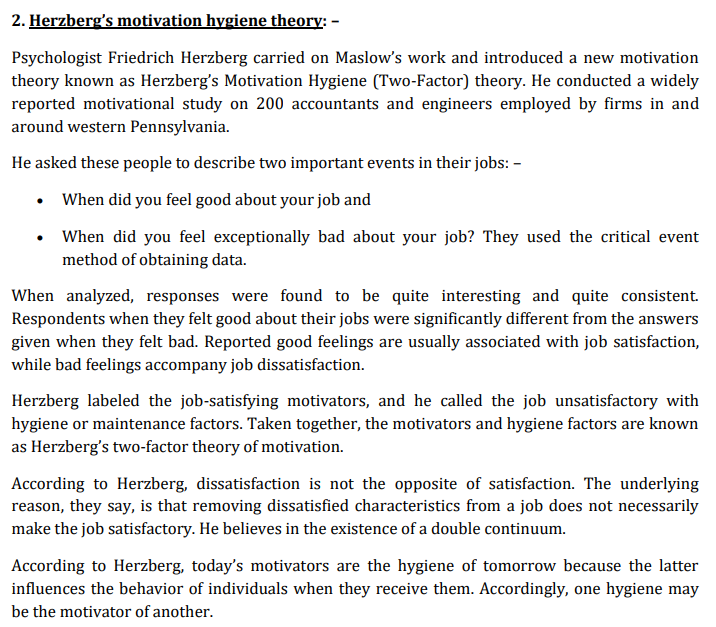 2. Herzberg's motivation hygiene theory: –
Psychologist Friedrich Herzberg carried on Maslow's work and introduced a new motivation
theory known as Herzberg's Motivation Hygiene (Two-Factor) theory. He conducted a widely
reported motivational study on 200 accountants and engineers employed by firms in and
around western Pennsylvania.
He asked these people to describe two important events in their jobs: –
• When did you feel good about your job and
• When did you feel exceptionally bad about your job? They used the critical event
method of obtaining data.
When analyzed, responses were found to be quite interesting and quite consistent.
Respondents when they felt good about their jobs were significantly different from the answers
given when they felt bad. Reported good feelings are usually associated with job satisfaction,
while bad feelings accompany job dissatisfaction.
Herzberg labeled the job-satisfying motivators, and he called the job unsatisfactory with
hygiene or maintenance factors. Taken together, the motivators and hygiene factors are known
as Herzberg's two-factor theory of motivation.
According to Herzberg, dissatisfaction is not the opposite of satisfaction. The underlying
reason, they say, is that removing dissatisfied characteristics from a job does not necessarily
make the job satisfactory. He believes in the existence of a double continuum.
According to Herzberg, today's motivators are the hygiene of tomorrow because the latter
influences the behavior of individuals when they receive them. Accordingly, one hygiene may
be the motivator of another.